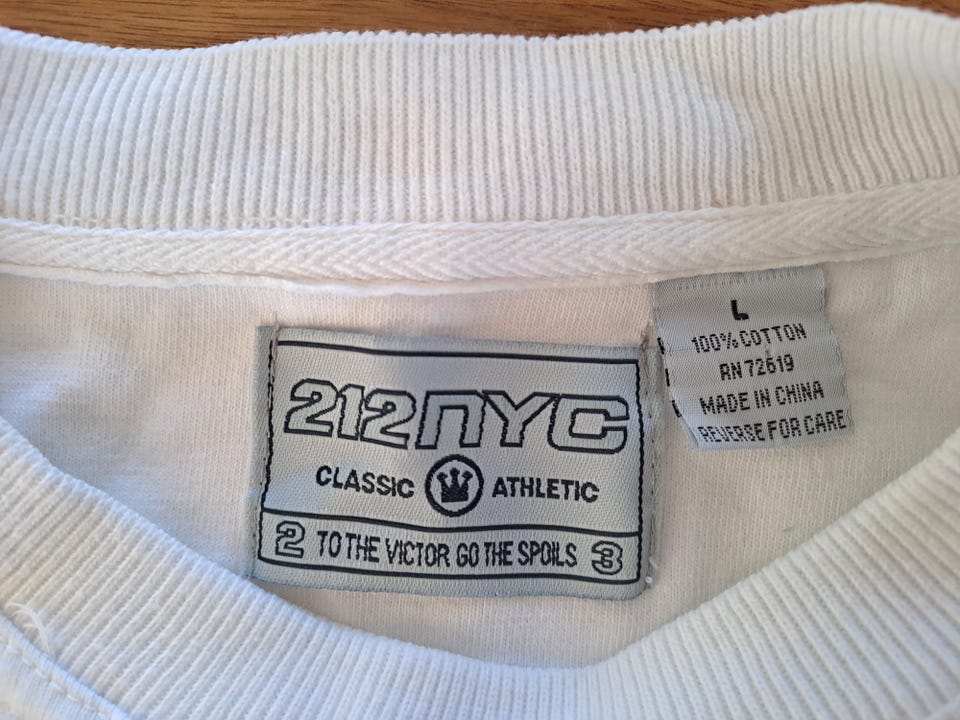 212NYC
CLASSIC ATHLETIC
2 TO THE VICTOR GO THE SPOILS 3
L
100% COTTON
RN 72619
MADE IN CHINA
REVERSE FOR CARE